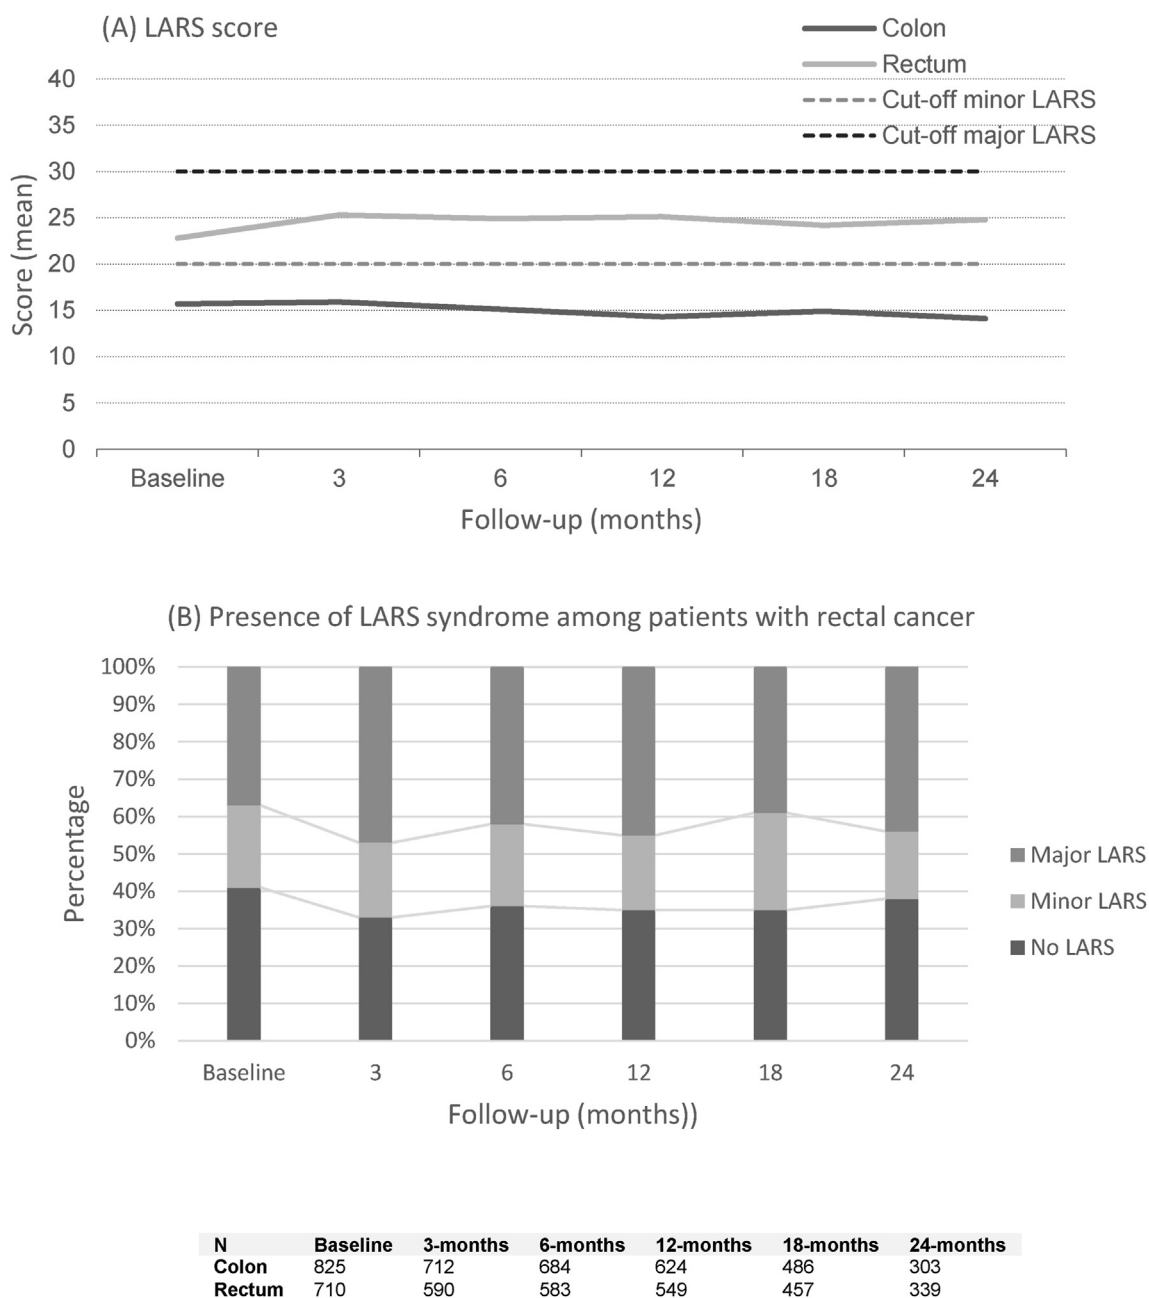 (A) LARS score
Colon
Rectum
Cut-off minor LARS
Cut-off major LARS
40
35
30
25
20
15
10
5
0
Score (mean)
Baseline 3 6 12 18 24
Follow-up (months)
(B) Presence of LARS syndrome among patients with rectal cancer
100%
90%
80%
70%
60%
50%
40%
30%
20%
10%
0%
Percentage
Major LARS
Minor LARS
No LARS
Baseline 3 6 12 18 24
Follow-up (months))
N Baseline 3-months 6-months 12-months 18-months 24-months
Colon 825 712 684 624 486 303
Rectum 710 590 583 549 457 339